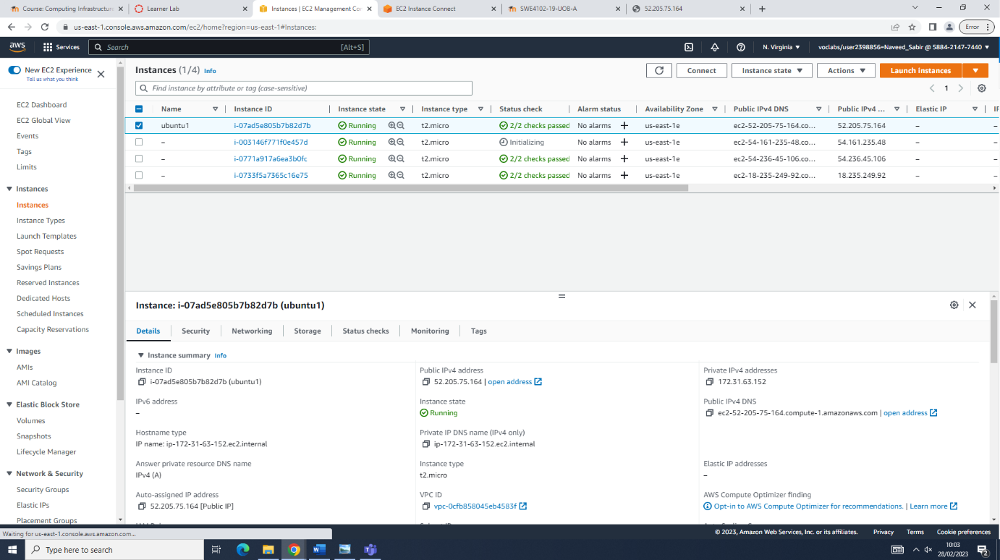 Course: Computing Infrastructure
Learner Lab
Instances | EC2 Management Con
EC2 Instance Connect
SWE4102-19-UOB-A
52.205.75.164
us-east-1.console.aws.amazon.com/ec2/home?region=us-east-1#Instances:
Error
aws
Services
Search
[Alt+S]
N. Virginia
voclabs/user2398856=Naveed_Sabir @ 5884-2147-7440
New EC2 Experience
Tell us what you think
EC2 Dashboard
EC2 Global View
Events
Tags
Limits
Instances
Instances
Instance Types
Launch Templates
Spot Requests
Savings Plans
Reserved Instances
Dedicated Hosts
Scheduled Instances
Capacity Reservations
Images
AMIs
AMI Catalog
Elastic Block Store
Volumes
Snapshots
Lifecycle Manager
Network & Security
Security Groups
Elastic IPs
Placement Groups
Instances (1/4) Info
Connect
Instance state
Actions
Launch instances
Find instance by attribute or tag (case-sensitive)
1
Name Instance ID Instance state Instance type Status check Alarm status Availability Zone Public IPv4 DNS Public IPv4 ... Elastic IP IP
ubuntu1 i-07ad5e805b7b82d7b Running t2.micro 2/2 checks passed No alarms + us-east-1e ec2-52-205-75-164.co... 52.205.75.164 – –
– i-003146f771f0e457d Running t2.micro Initializing No alarms + us-east-1e ec2-54-161-235-48.co... 54.161.235.48 – –
– i-0771a917a6ea3b0fc Running t2.micro 2/2 checks passed No alarms + us-east-1e ec2-54-236-45-106.co... 54.236.45.106 – –
– i-0733f5a7365c16e75 Running t2.micro 2/2 checks passed No alarms + us-east-1e ec2-18-235-249-92.co... 18.235.249.92 – –
Instance: i-07ad5e805b7b82d7b (ubuntu1)
Details Security Networking Storage Status checks Monitoring Tags
Instance summary Info
Instance ID
i-07ad5e805b7b82d7b (ubuntu1)
Public IPv4 address
52.205.75.164 | open address
Private IPv4 addresses
172.31.63.152
IPv6 address
–
Instance state
Running
Public IPv4 DNS
ec2-52-205-75-164.compute-1.amazonaws.com | open address
Hostname type
IP name: ip-172-31-63-152.ec2.internal
Private IP DNS name (IPv4 only)
ip-172-31-63-152.ec2.internal
Answer private resource DNS name
IPv4 (A)
Instance type
t2.micro
Elastic IP addresses
–
Auto-assigned IP address
52.205.75.164 [Public IP]
VPC ID
vpc-0cfb858045eb4583f
AWS Compute Optimizer finding
Opt-in to AWS Compute Optimizer for recommendations. | Learn more
Waiting for us-east-1.console.aws.amazon.com...
© 2023, Amazon Web Services, Inc. or its affiliates. Privacy Terms Cookie preferences
Type here to search
10:03
28/02/2023
2